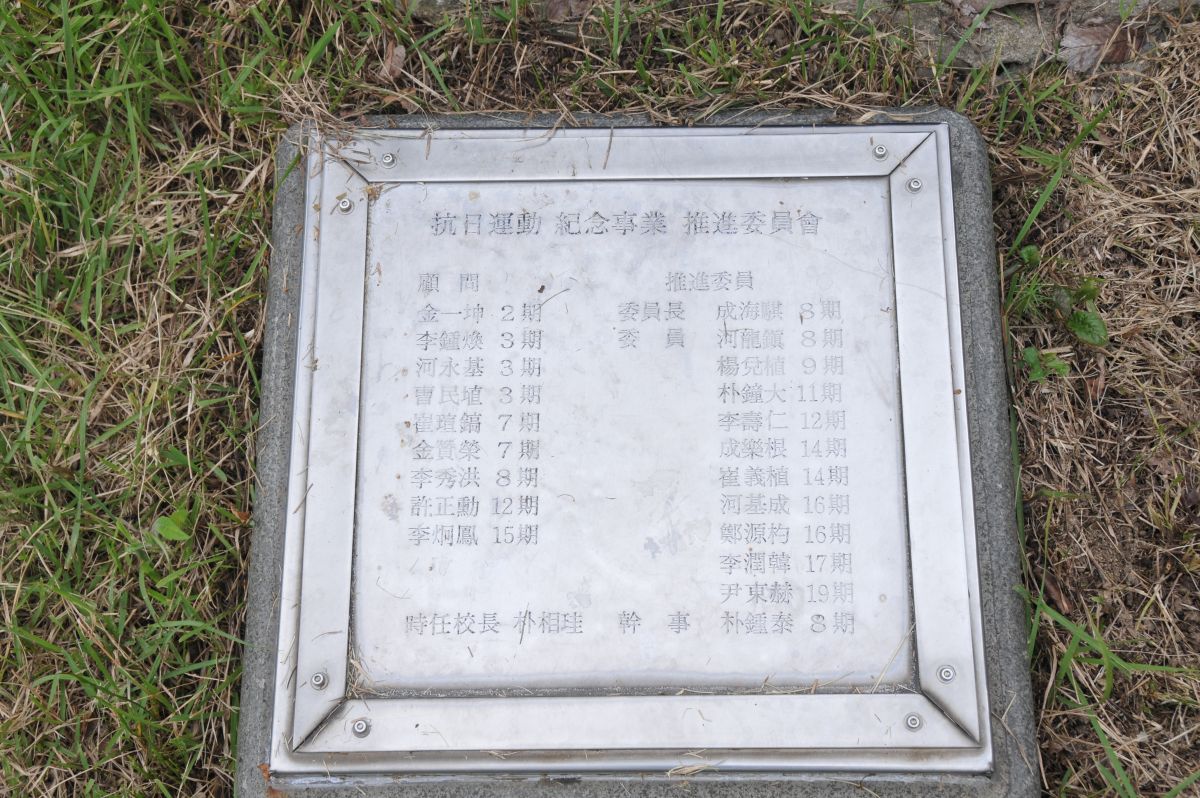 抗日運動 紀念事業 推進委員會
顧問 推進委員
金一坤 2期 委員長 成海麒 8期
李鍾煥 3期 委員 河龍鎭 8期
河永基 3期 楊兌植 9期
曺民埴 3期 朴鐘大 11期
崔瑄鎬 7期 李壽仁 12期
金贊榮 7期 成樂根 14期
李秀洪 8期 崔義植 14期
許正勳 12期 河基成 16期
李炯鳳 15期 鄭源杓 16期
李潤韓 17期
尹東赫 19期
時任校長 朴相珪 幹事 朴鍾泰 8期